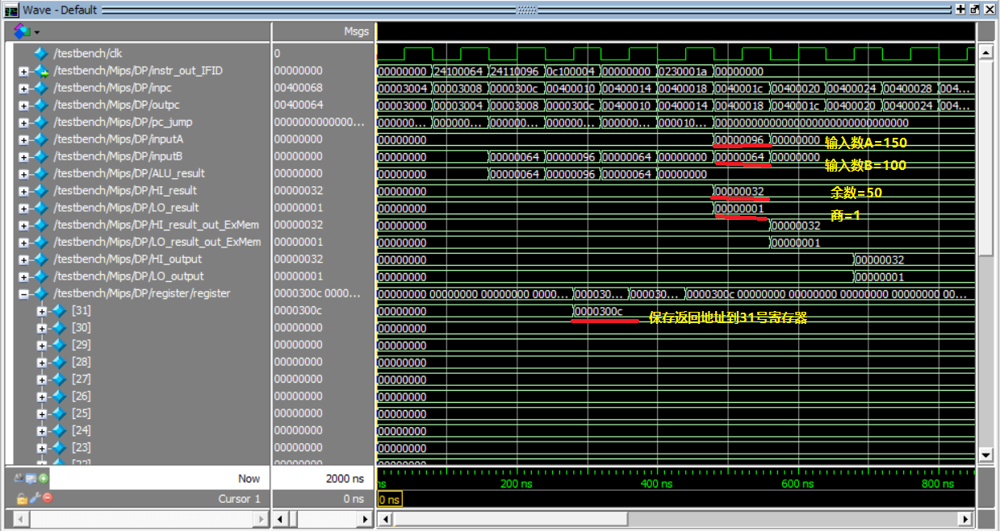 Wave - Default
Msgs
/testbench/clk 0
/testbench/Mips/DP/instr_out_IFID 00000000 00000000 24100064 24110096 0c100004 00000000 0230001a 00000000
/testbench/Mips/DP/inpc 00400068 00003004 00003008 0000300c 00400010 00400014 00400018 0040001c 00400020 00400024 00400028 004...
/testbench/Mips/DP/outpc 00400064 00003000 00003004 00003008 0000300c 00400010 00400014 00400018 0040001c 00400020 00400024 004...
/testbench/Mips/DP/pc_jump 0000000000000... 000000... 000000... 000000... 000000... 000000... 000010... 00000000000000000000000000000000
/testbench/Mips/DP/inputA 00000000 00000000 00000096 00000000 输入数A=150
/testbench/Mips/DP/inputB 00000000 00000000 00000064 00000096 00000064 00000000 00000064 00000000 输入数B=100
/testbench/Mips/DP/ALU_result 00000000 00000000 00000064 00000096 00000064 00000000
/testbench/Mips/DP/HI_result 00000032 00000000 00000032 余数=50
/testbench/Mips/DP/LO_result 00000001 00000000 00000001 商=1
/testbench/Mips/DP/HI_result_out_ExMem 00000032 00000000 00000032
/testbench/Mips/DP/LO_result_out_ExMem 00000001 00000000 00000001
/testbench/Mips/DP/HI_output 00000032 00000000 00000032
/testbench/Mips/DP/LO_output 00000001 00000000 00000001
/testbench/Mips/DP/register/register 0000300c 0000... 00000000 00000000 00000000 0000... 000030... 000030... 0000300c 00000000 00000000 00000000 00000000 00...
[31] 0000300c 00000000 0000300c 保存返回地址到31号寄存器
[30] 00000000 00000000
[29] 00000000 00000000
[28] 00000000 00000000
[27] 00000000 00000000
[26] 00000000 00000000
[25] 00000000 00000000
[24] 00000000 00000000
[23] 00000000 00000000
Now 2000 ns ns 200 ns 400 ns 600 ns 800 ns
Cursor 1 0 ns 0 ns